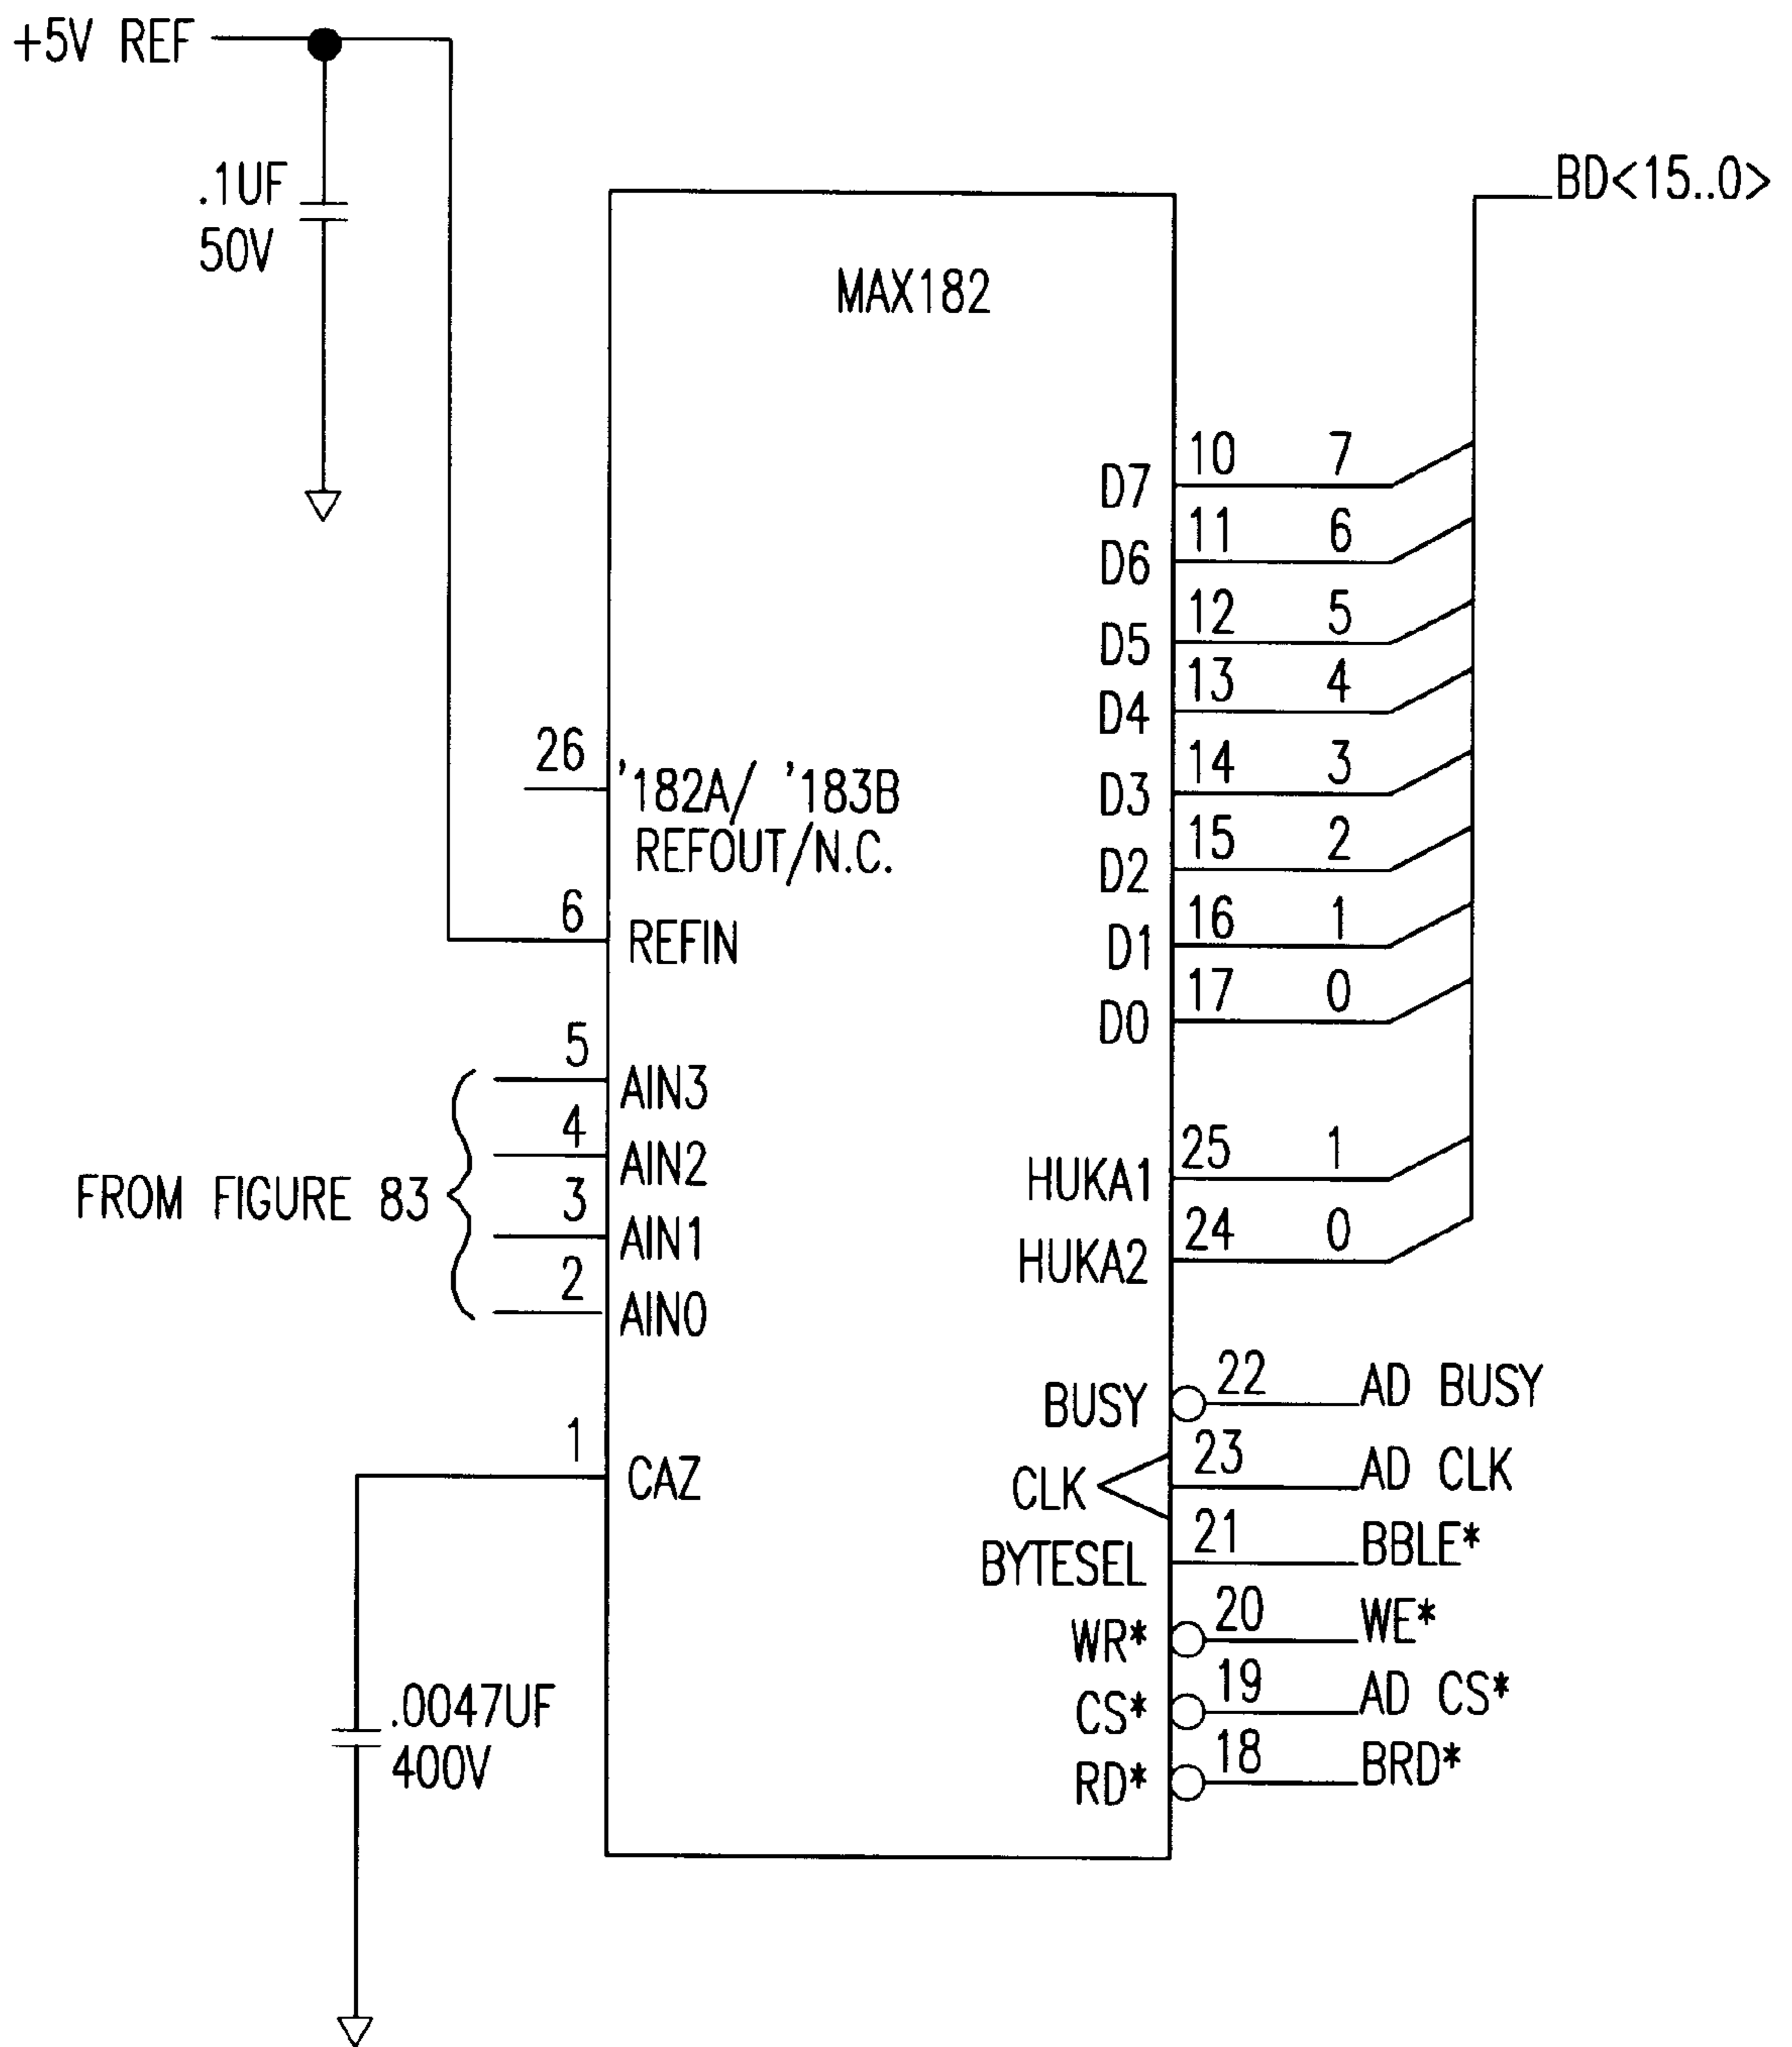 +5V REF
.1UF
50V
BD<15..0>
MAX182
D7 10 7
D6 11 6
D5 12 5
D4 13 4
D3 14 3
D2 15 2
D1 16 1
D0 17 0
26 '182A/ '183B
REFOUT/N.C.
6 REFIN
5 AIN3
4 AIN2
3 AIN1
2 AIN0
FROM FIGURE 83
HUKA1 25 1
HUKA2 24 0
1 CAZ
.0047UF
400V
BUSY 22 AD BUSY
CLK 23 AD CLK
BYTESEL 21 BBLE*
WR* 20 WE*
CS* 19 AD CS*
RD* 18 BRD*